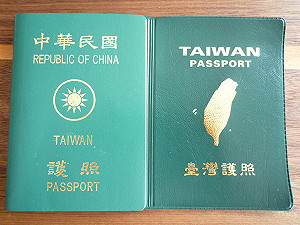 中華民國
REPUBLIC OF CHINA
TAIWAN
護照
PASSPORT
TAIWAN
PASSPORT
臺灣護照